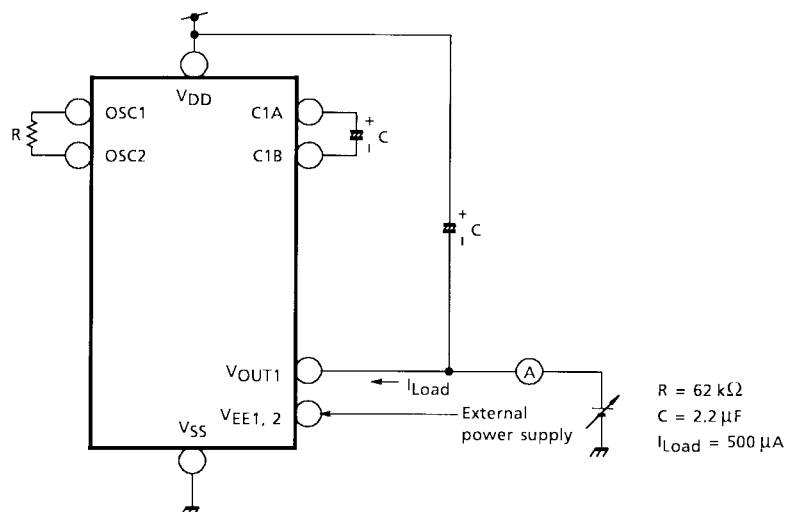 VDD
OSC1
C1A
R
+
C
OSC2
C1B
+
C
VOUT1
A
ILoad
R = 62 kΩ
VEE1, 2
External
power supply
C = 2.2 μF
VSS
ILoad = 500 μA